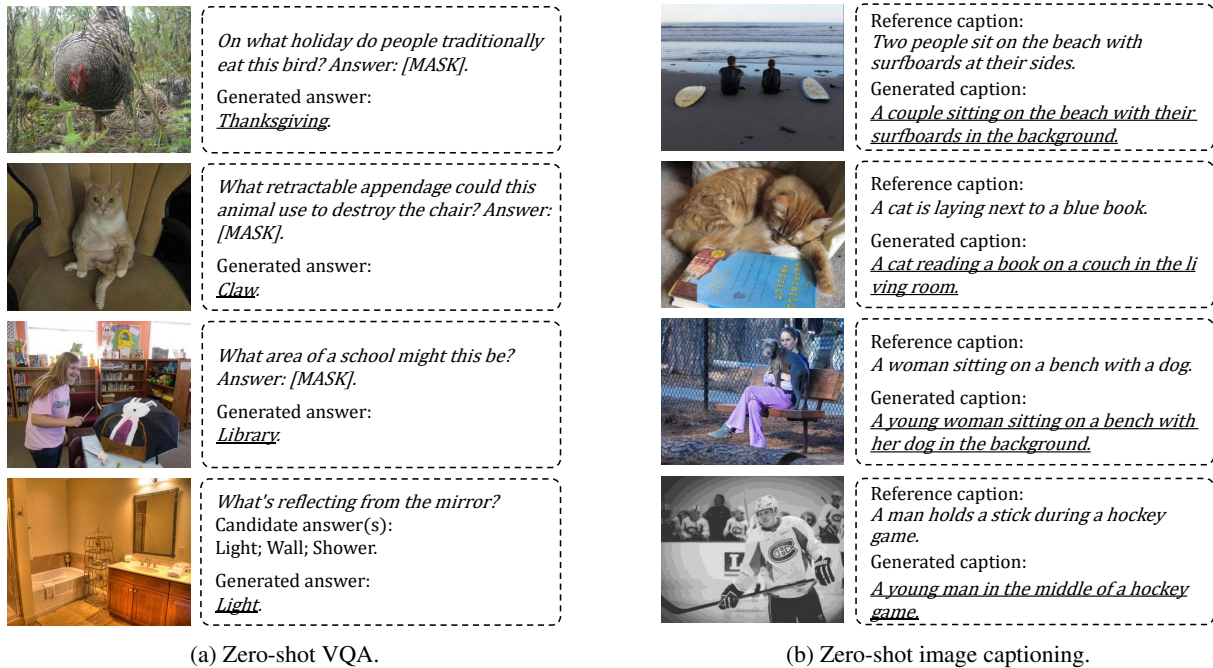 On what holiday do people traditionally
eat this bird? Answer: [MASK].
Generated answer:
Thanksgiving.
What retractable appendage could this
animal use to destroy the chair? Answer:
[MASK].
Generated answer:
Claw.
What area of a school might this be?
Answer: [MASK].
Generated answer:
Library.
What's reflecting from the mirror?
Candidate answer(s):
Light; Wall; Shower.
Generated answer:
Light.
(a) Zero-shot VQA.
Reference caption:
Two people sit on the beach with
surfboards at their sides.
Generated caption:
A couple sitting on the beach with their
surfboards in the background.
Reference caption:
A cat is laying next to a blue book.
Generated caption:
A cat reading a book on a couch in the li
ving room.
HAPPINESS
PROJECT
Reference caption:
A woman sitting on a bench with a dog.
Generated caption:
A young woman sitting on a bench with
her dog in the background.
Reference caption:
A man holds a stick during a hockey
game.
Generated caption:
A young man in the middle of a hockey
game.
(b) Zero-shot image captioning.